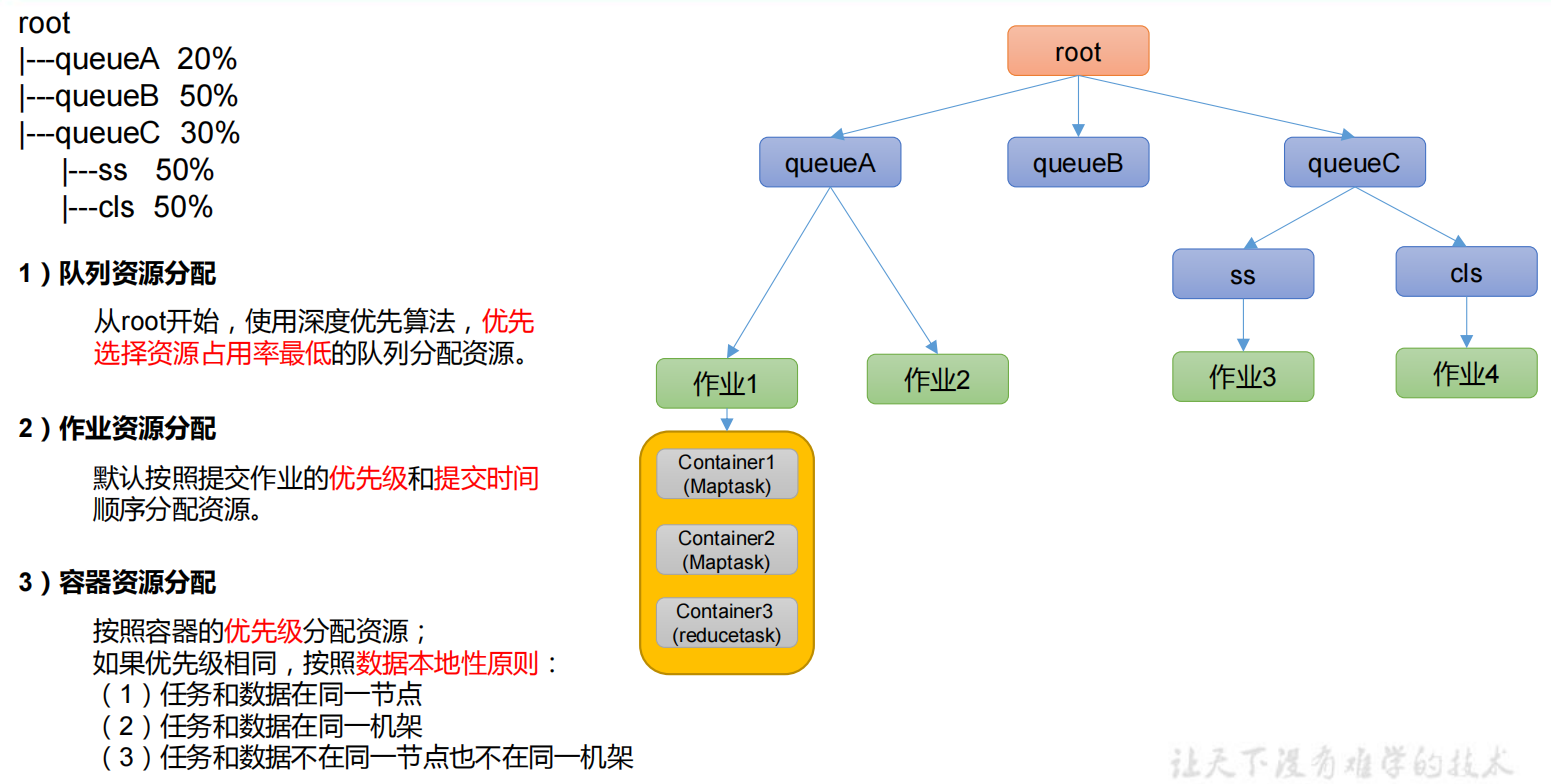 root
|---queueA 20%
|---queueB 50%
|---queueC 30%
|---ss 50%
|---cls 50%
1）队列资源分配
从root开始，使用深度优先算法，优先
选择资源占用率最低的队列分配资源。
2）作业资源分配
默认按照提交作业的优先级和提交时间
顺序分配资源。
3）容器资源分配
按照容器的优先级分配资源；
如果优先级相同，按照数据本地性原则：
（1）任务和数据在同一节点
（2）任务和数据在同一机架
（3）任务和数据不在同一节点也不在同一机架
root
queueA
queueB
queueC
ss
cls
作业1
作业2
作业3
作业4
Container1
(Maptask)
Container2
(Maptask)
Container3
(reducetask)
让天下没有难学的技术